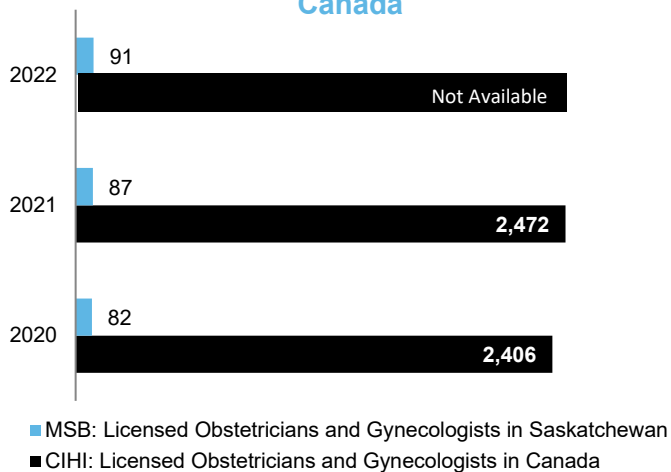 Canada
2022
91
Not Available
2021
87
2,472
2020
82
2,406
MSB: Licensed Obstetricians and Gynecologists in Saskatchewan
CIHI: Licensed Obstetricians and Gynecologists in Canada